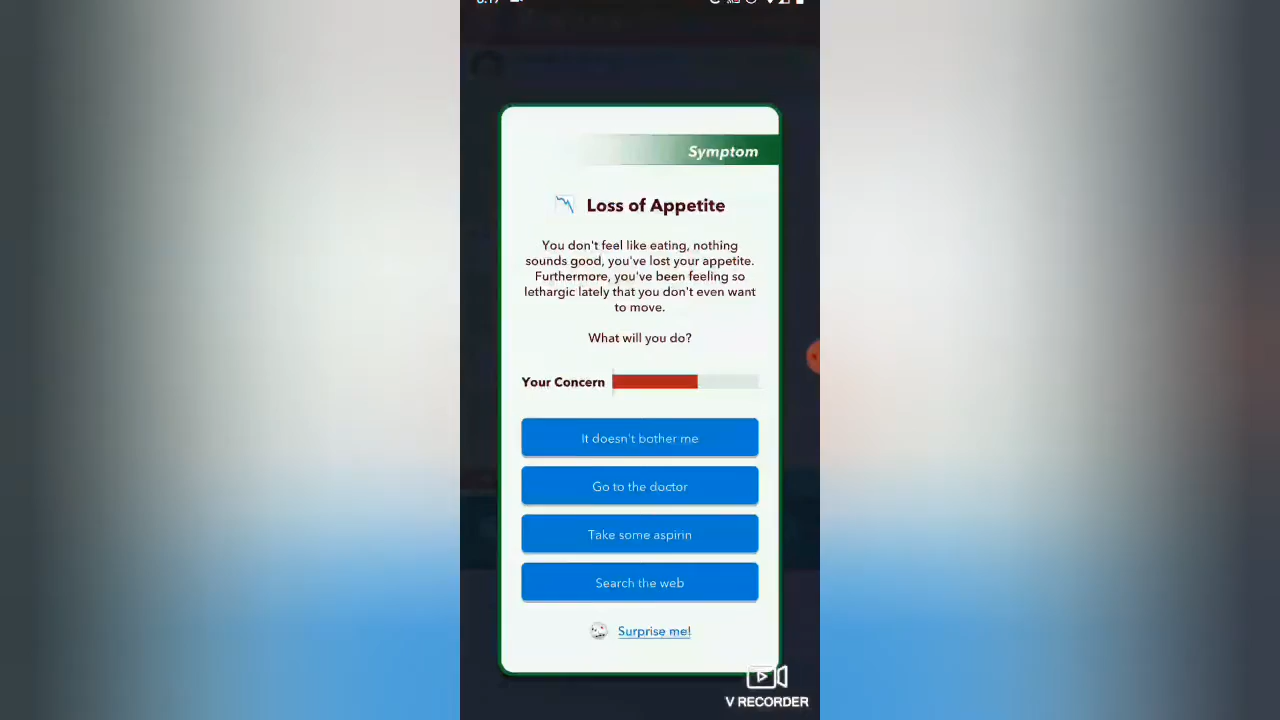 Symptom
Loss of Appetite
You don't feel like eating, nothing
sounds good, you've lost your appetite.
Furthermore, you've been feeling so
lethargic lately that you don't even want
to move.
What will you do?
Your Concern
It doesn't bother me
Go to the doctor
Take some aspirin
Search the web
Surprise me!
V RECORDER